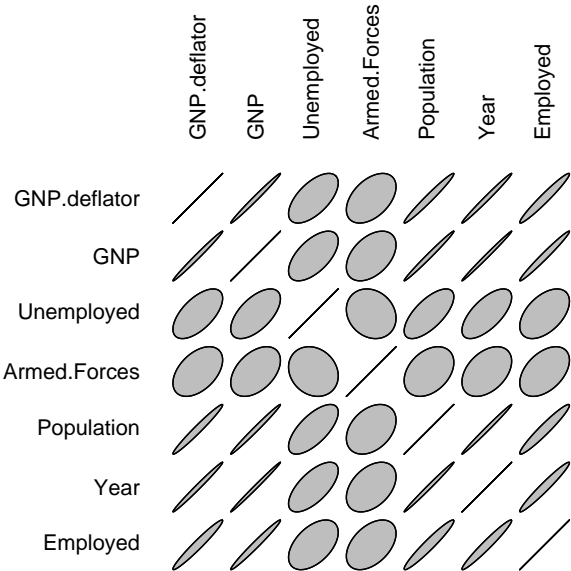 GNP.deflator
GNP
Unemployed
Armed.Forces
Population
Year
Employed
GNP.deflator
GNP
Unemployed
Armed.Forces
Population
Year
Employed